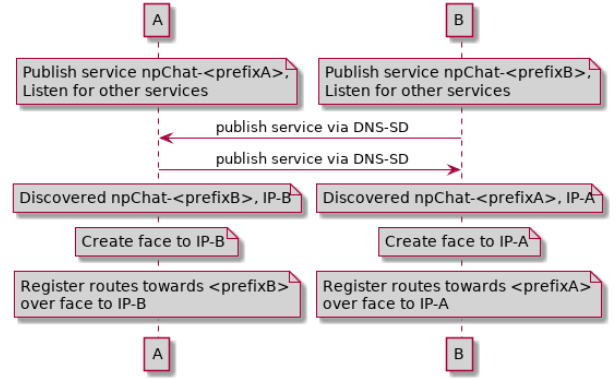 A
B
Publish service npChat-<prefixA>,
Listen for other services
Publish service npChat-<prefixB>,
Listen for other services
publish service via DNS-SD
publish service via DNS-SD
Discovered npChat-<prefixB>, IP-B
Discovered npChat-<prefixA>, IP-A
Create face to IP-B
Create face to IP-A
Register routes towards <prefixB>
over face to IP-B
Register routes towards <prefixA>
over face to IP-A
A
B